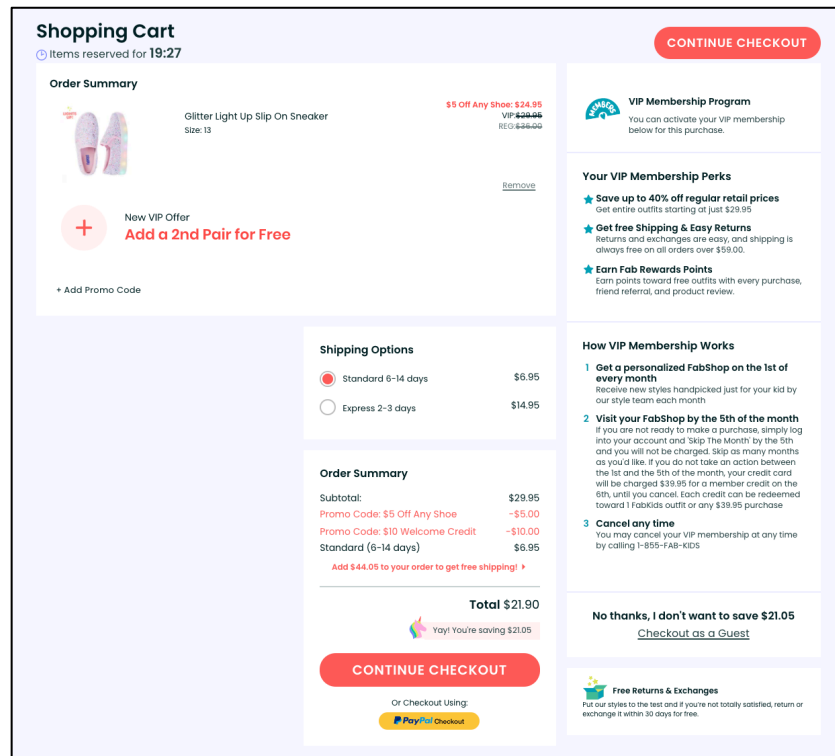 Shopping Cart
Items reserved for 19:27
CONTINUE CHECKOUT
Order Summary
Glitter Light Up Slip On Sneaker
Size: 13
$5 Off Any Shoe: $24.95
VIP:$29.95
REG:$36.00
Remove
New VIP Offer
Add a 2nd Pair for Free
+ Add Promo Code
Shipping Options
Standard 6-14 days $6.95
Express 2-3 days $14.95
Order Summary
Subtotal: $29.95
Promo Code: $5 Off Any Shoe -$5.00
Promo Code: $10 Welcome Credit -$10.00
Standard (6-14 days) $6.95
Add $44.05 to your order to get free shipping!
Total $21.90
Yay! You're saving $21.05
CONTINUE CHECKOUT
Or Checkout Using:
PayPal Checkout
MEMBERS
VIP Membership Program
You can activate your VIP membership
below for this purchase.
Your VIP Membership Perks
Save up to 40% off regular retail prices
Get entire outfits starting at just $29.95
Get free Shipping & Easy Returns
Returns and exchanges are easy, and shipping is
always free on all orders over $59.00.
Earn Fab Rewards Points
Earn points toward free outfits with every purchase,
friend referral, and product review.
How VIP Membership Works
1 Get a personalized FabShop on the 1st of
every month
Receive new styles handpicked just for your kid by
our style team each month
2 Visit your FabShop by the 5th of the month
If you are not ready to make a purchase, simply log
into your account and 'Skip The Month' by the 5th
and you will not be charged. Skip as many months
as you'd like. If you do not take an action between
the 1st and the 5th of the month, your credit card
will be charged $39.95 for a member credit on the
6th, until you cancel. Each credit can be redeemed
toward 1 FabKids outfit or any $39.95 purchase
3 Cancel any time
You may cancel your VIP membership at any time
by calling 1-855-FAB-KIDS
No thanks, I don't want to save $21.05
Checkout as a Guest
Free Returns & Exchanges
Put our styles to the test and if you're not totally satisfied, return or
exchange it within 30 days for free.